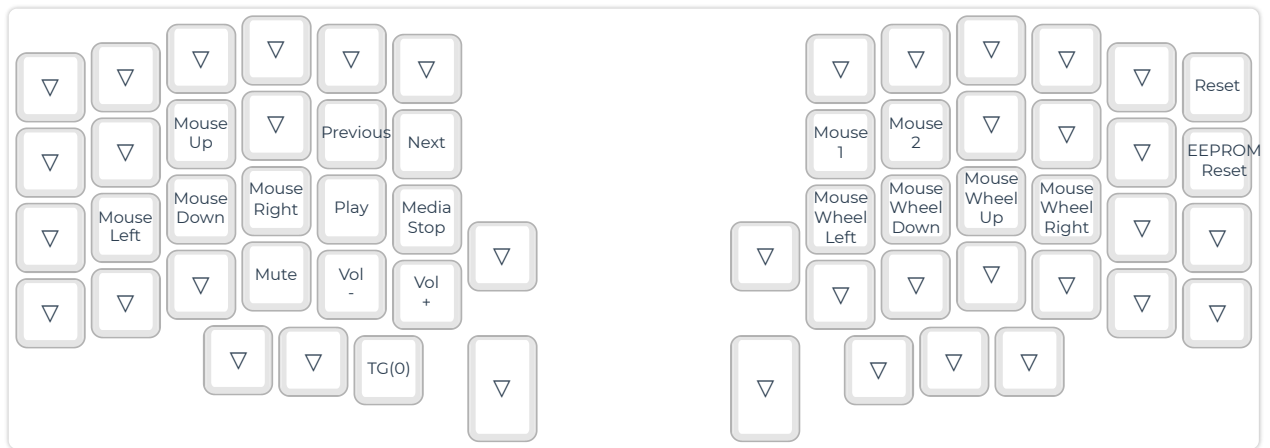 Reset
Mouse
Up
Previous
Next
Mouse
1
Mouse
2
EEPROM
Reset
Mouse
Left
Mouse
Down
Mouse
Right
Play
Media
Stop
Mouse
Wheel
Left
Mouse
Wheel
Down
Mouse
Wheel
Up
Mouse
Wheel
Right
Mute
Vol
-
Vol
+
TG(0)